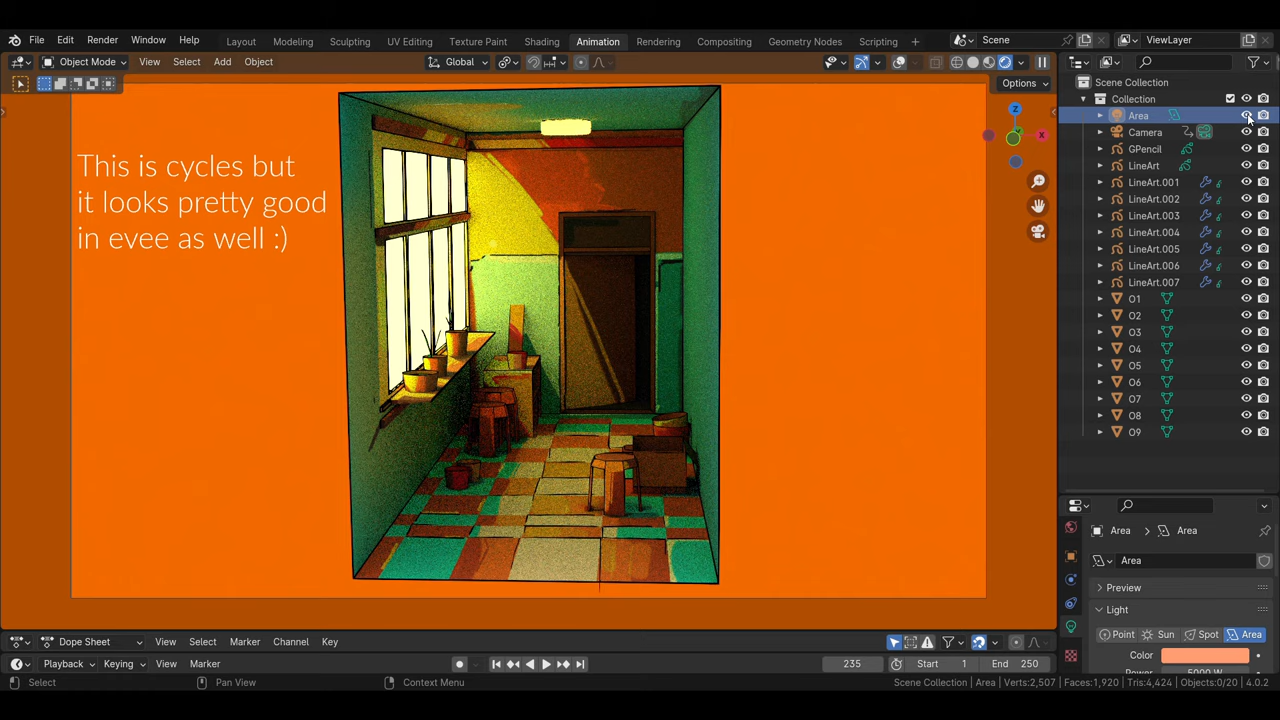 File Edit Render Window Help
Layout Modeling Sculpting UV Editing Texture Paint Shading Animation Rendering Compositing Geometry Nodes Scripting +
Scene
ViewLayer
Object Mode View Select Add Object
Global
Options
Z
X
This is cycles but
it looks pretty good
in evee as well :)
Scene Collection
Collection
Area
Camera
GPencil
LineArt
LineArt.001
LineArt.002
LineArt.003
LineArt.004
LineArt.005
LineArt.006
LineArt.007
01
02
03
04
05
06
07
08
09
Area > Area
Area
Preview
Light
Point Sun Spot Area
Color
Power 5000 W
Dope Sheet View Select Marker Channel Key
Playback Keying View Marker
235 Start 1 End 250
Select Pan View Context Menu
Scene Collection | Area | Verts:2,507 | Faces:1,920 | Tris:4,424 | Objects:0/20 | 4.0.2